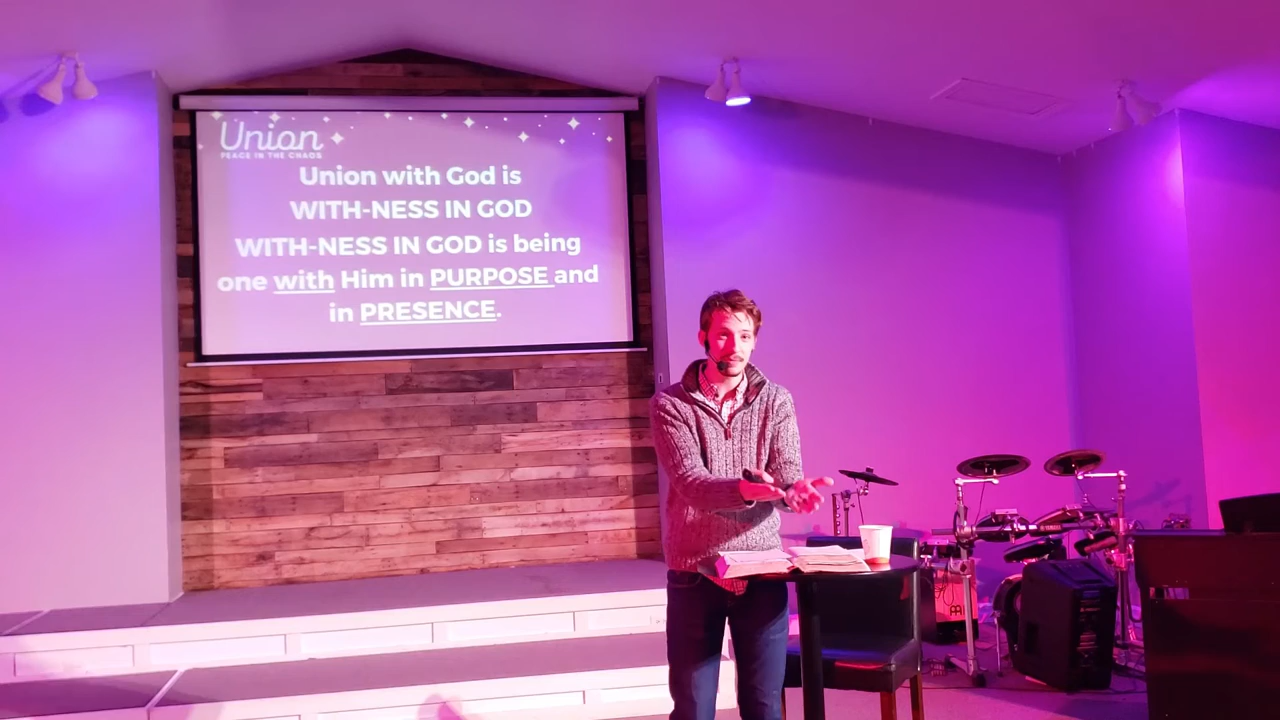 Union
PEACE IN THE CHAOS
Union with God is
WITH-NESS IN GOD
WITH-NESS IN GOD is being
one with Him in PURPOSE and
in PRESENCE.